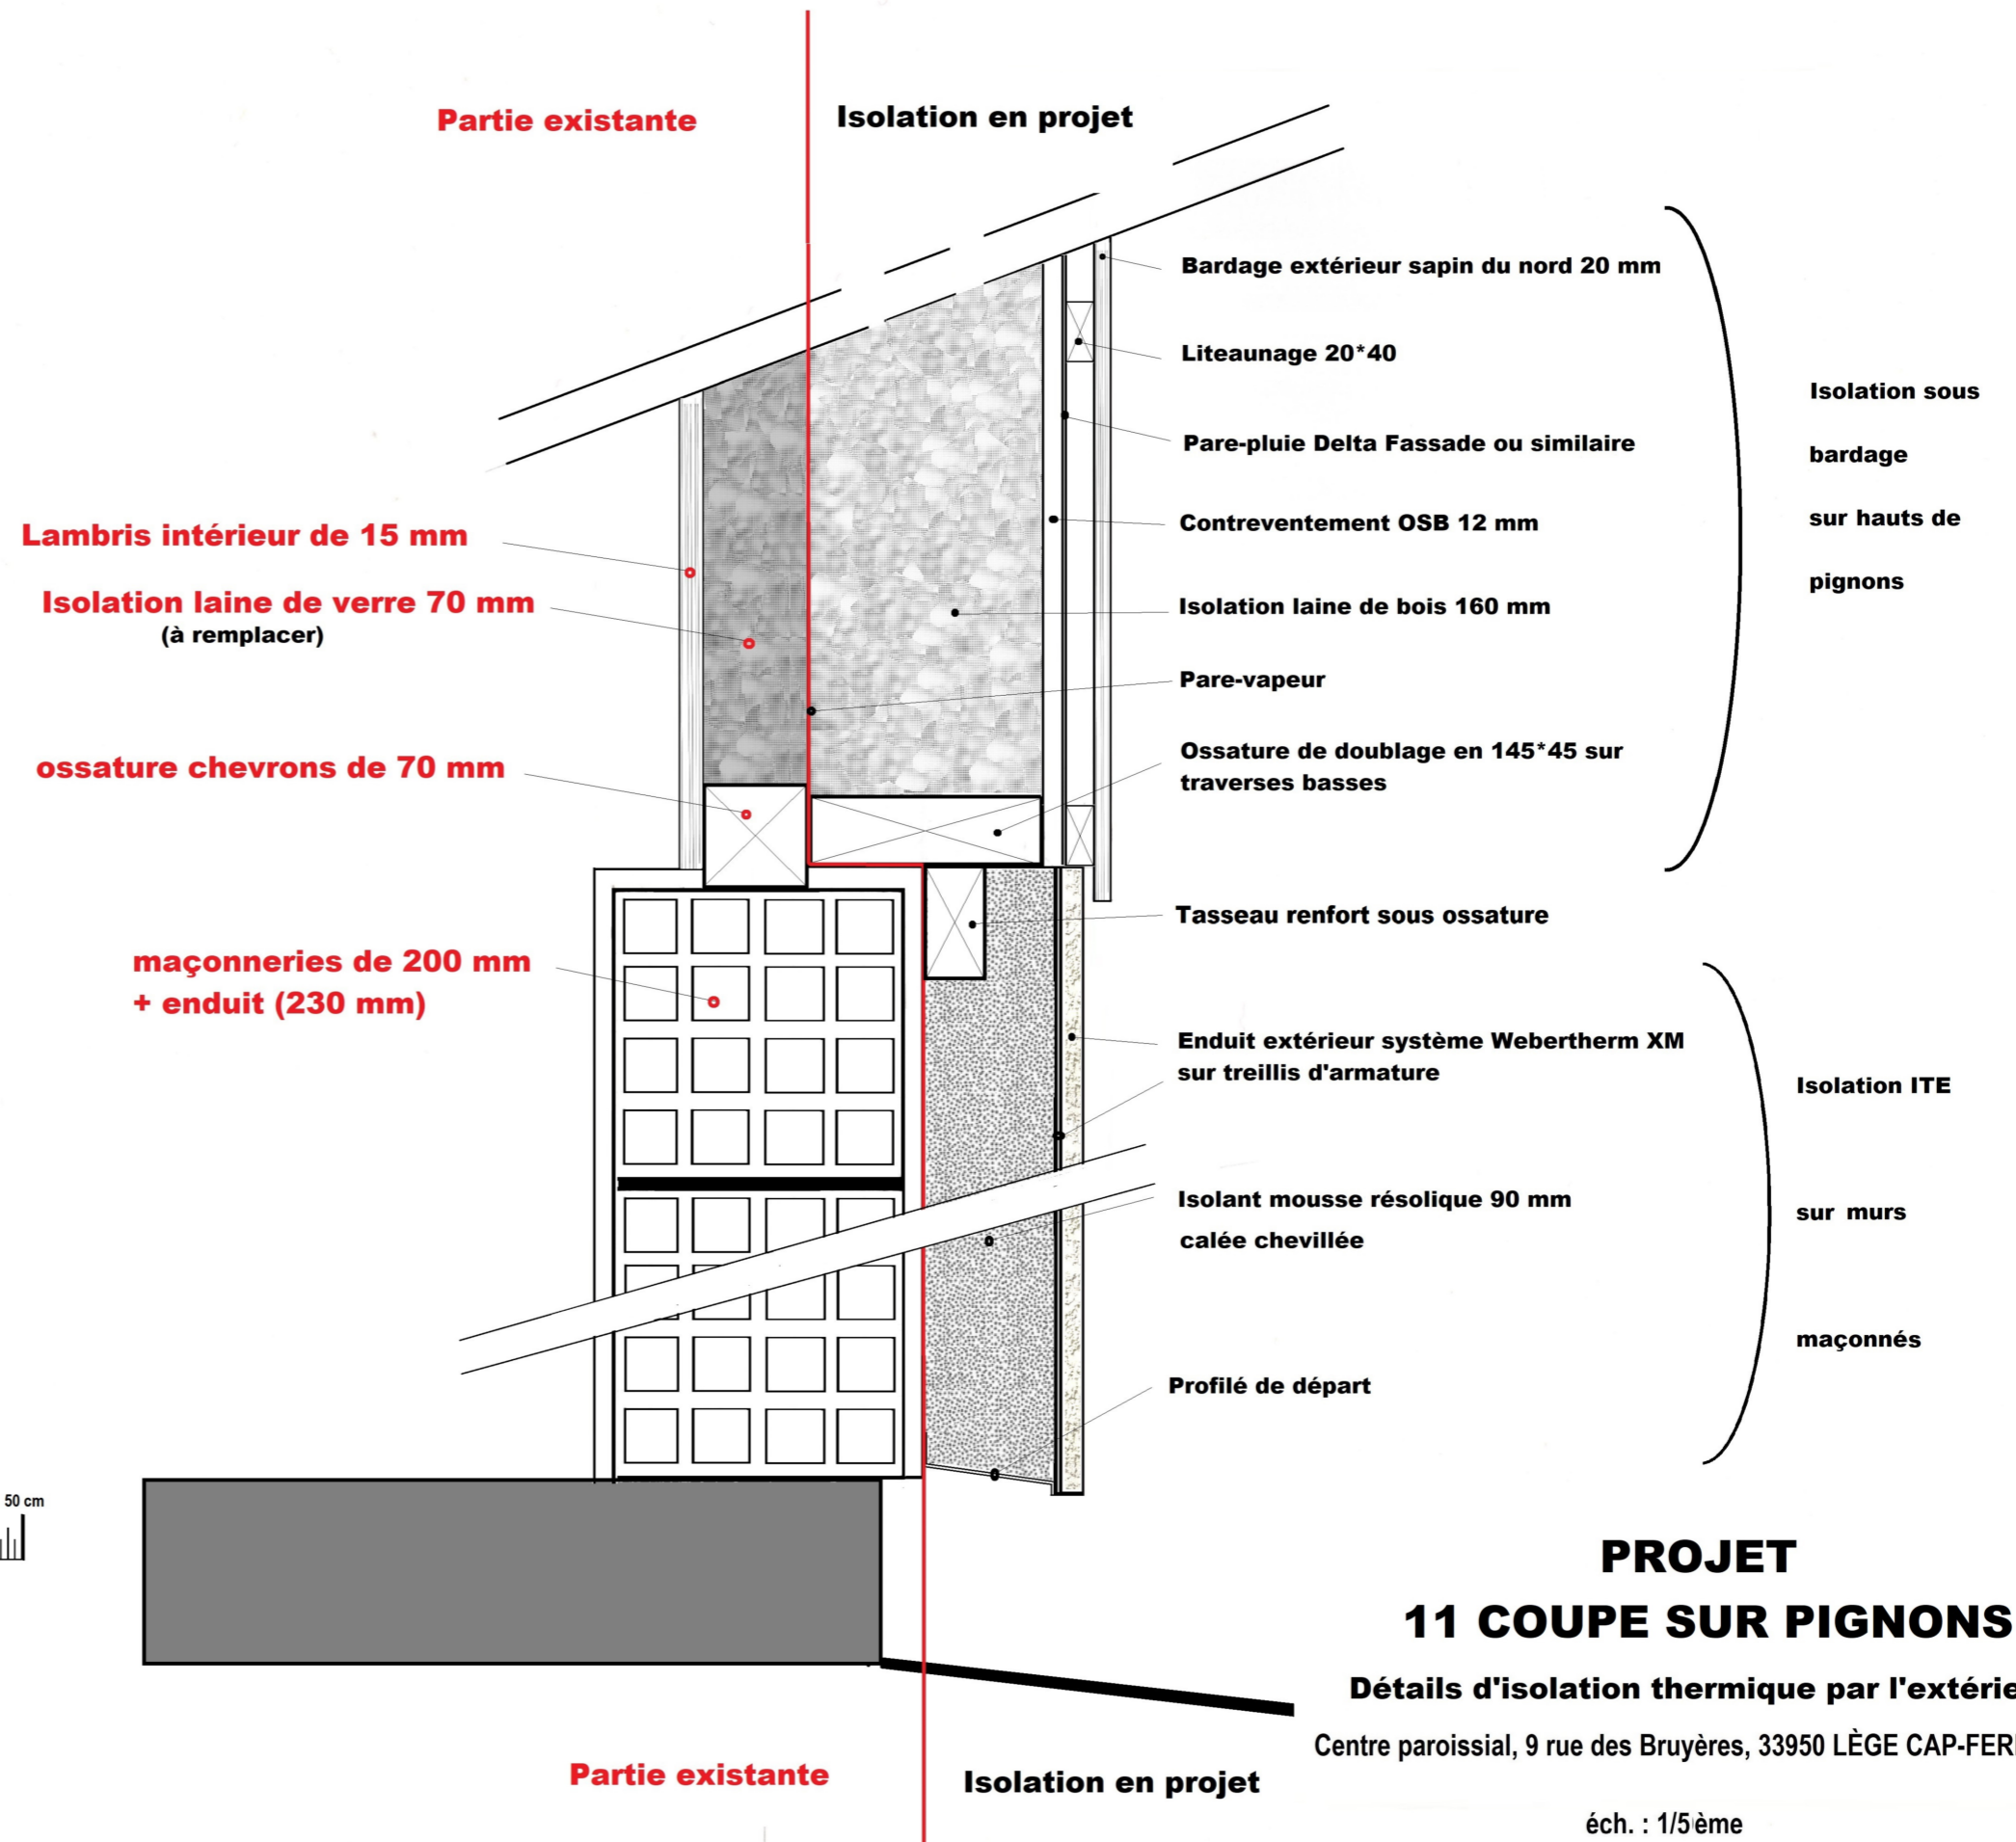 Partie existante
Isolation en projet
Bardage extérieur sapin du nord 20 mm
Liteaunage 20*40
Pare-pluie Delta Fassade ou similaire
Contreventement OSB 12 mm
Isolation laine de bois 160 mm
Pare-vapeur
Ossature de doublage en 145*45 sur
traverses basses
Isolation sous
bardage
sur hauts de
pignons
Lambris intérieur de 15 mm
Isolation laine de verre 70 mm
(à remplacer)
ossature chevrons de 70 mm
maçonneries de 200 mm
+ enduit (230 mm)
Tasseau renfort sous ossature
Enduit extérieur système Webertherm XM
sur treillis d'armature
Isolant mousse résolique 90 mm
calée chevillée
Profilé de départ
Isolation ITE
sur murs
maçonnés
50 cm
PROJET
11 COUPE SUR PIGNONS
Détails d'isolation thermique par l'extérie
Centre paroissial, 9 rue des Bruyères, 33950 LÈGE CAP-FER
Partie existante
Isolation en projet
éch. : 1/5ème